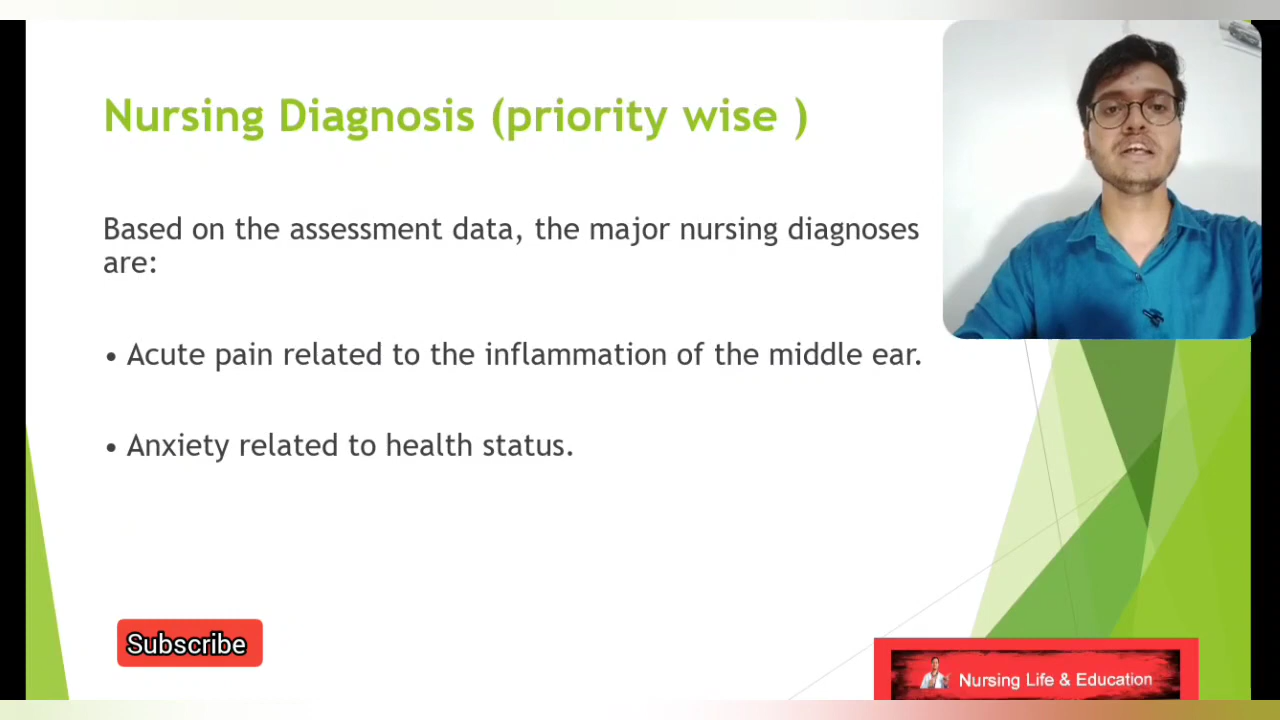 Nursing Diagnosis (priority wise )
Based on the assessment data, the major nursing diagnoses
are:
• Acute pain related to the inflammation of the middle ear.
• Anxiety related to health status.
Subscribe
Nursing Life & Education